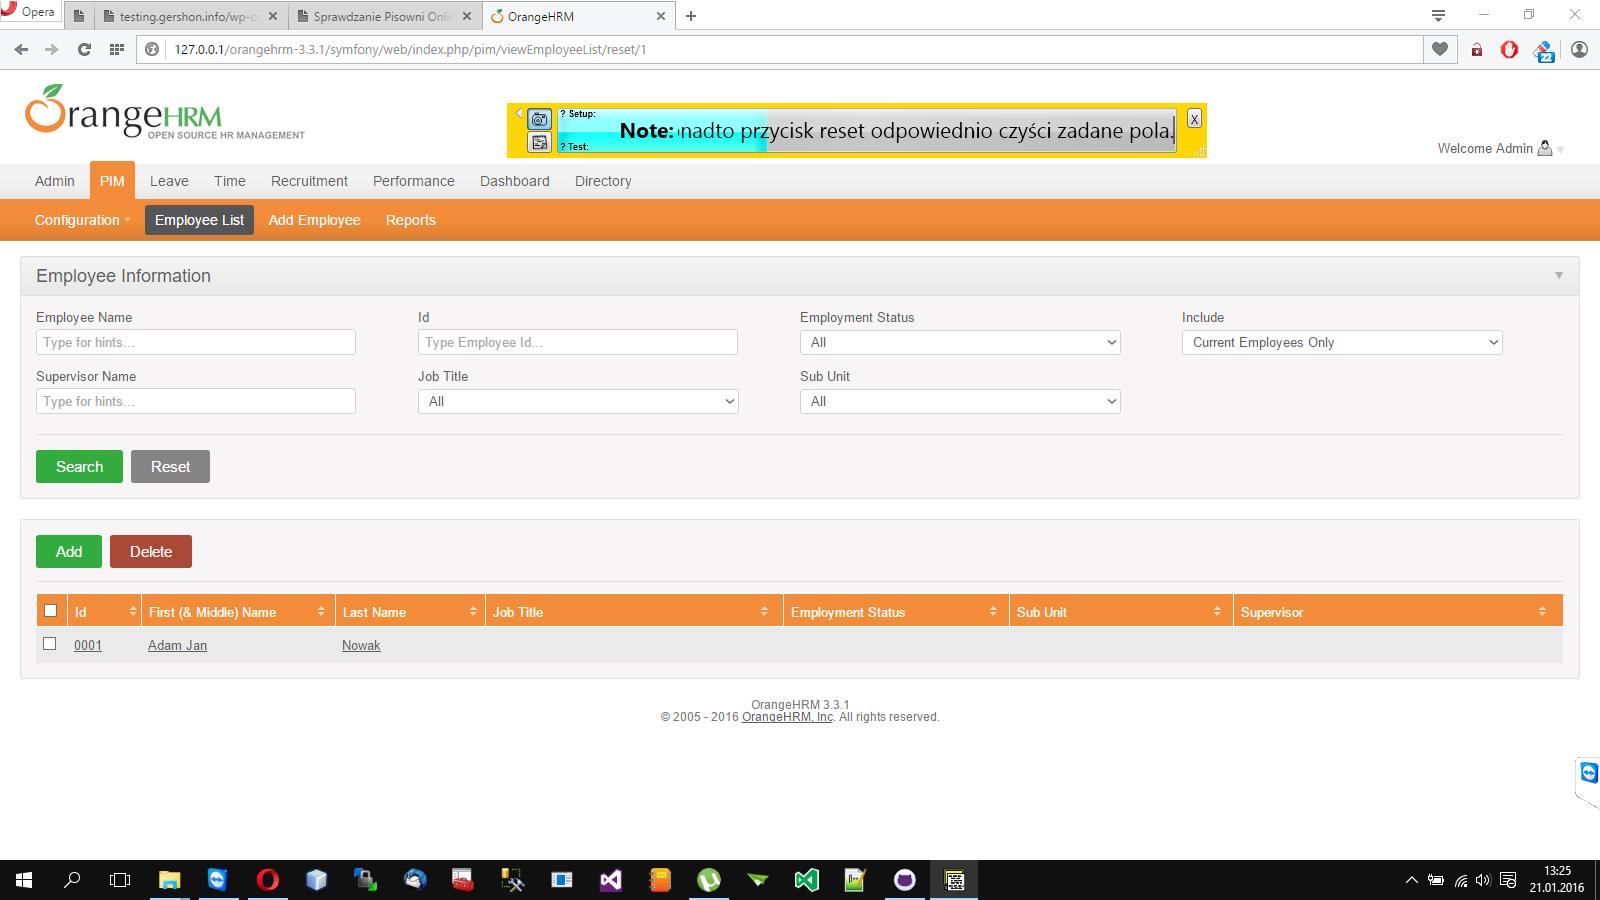 Opera
testing.gershon.info/wp-c
Sprawdzanie Pisowni Onli
OrangeHRM
127.0.0.1/orangehrm-3.3.1/symfony/web/index.php/pim/viewEmployeeList/reset/1
22
OrangeHRM
OPEN SOURCE HR MANAGEMENT
? Setup:
Note: nadto przycisk reset odpowiednio czyści zadane pola.
? Test:
X
Welcome Admin
Admin PIM Leave Time Recruitment Performance Dashboard Directory
Configuration Employee List Add Employee Reports
Employee Information
Employee Name Id Employment Status Include
Type for hints... Type Employee Id... All Current Employees Only
Supervisor Name Job Title Sub Unit
Type for hints... All All
Search Reset
Add Delete
Id First (& Middle) Name Last Name Job Title Employment Status Sub Unit Supervisor
0001 Adam Jan Nowak
OrangeHRM 3.3.1
© 2005 - 2016 OrangeHRM, Inc. All rights reserved.
13:25
21.01.2016